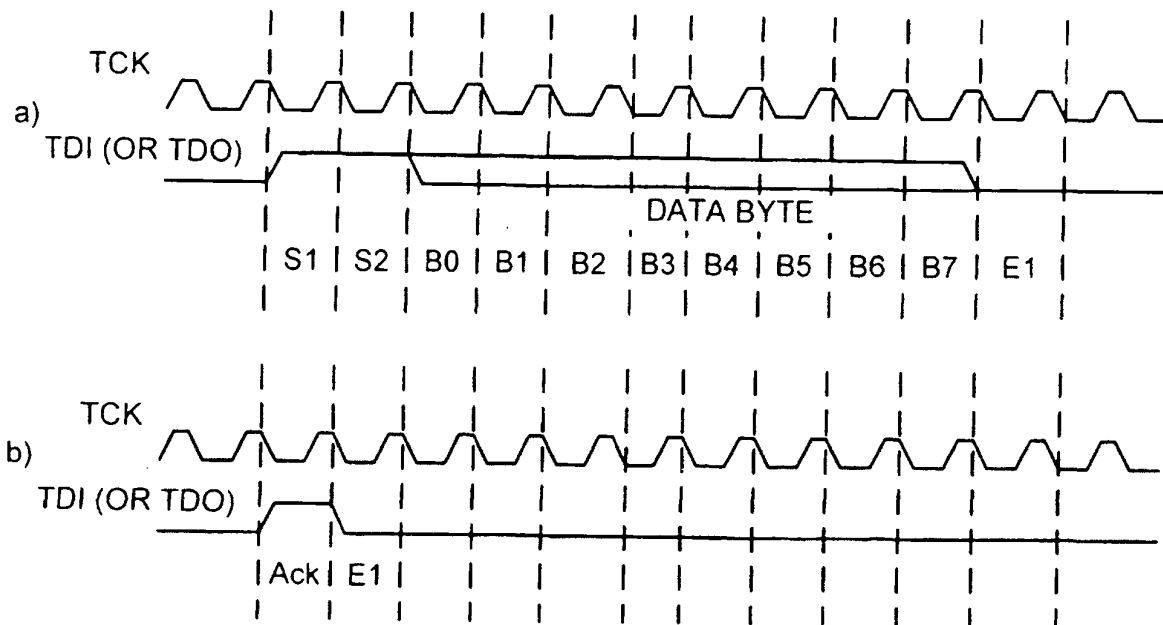 TCK
a)
TDI (OR TDO)
DATA BYTE
S1 S2 B0 B1 B2 B3 B4 B5 B6 B7 E1
TCK
b)
TDI (OR TDO)
Ack E1